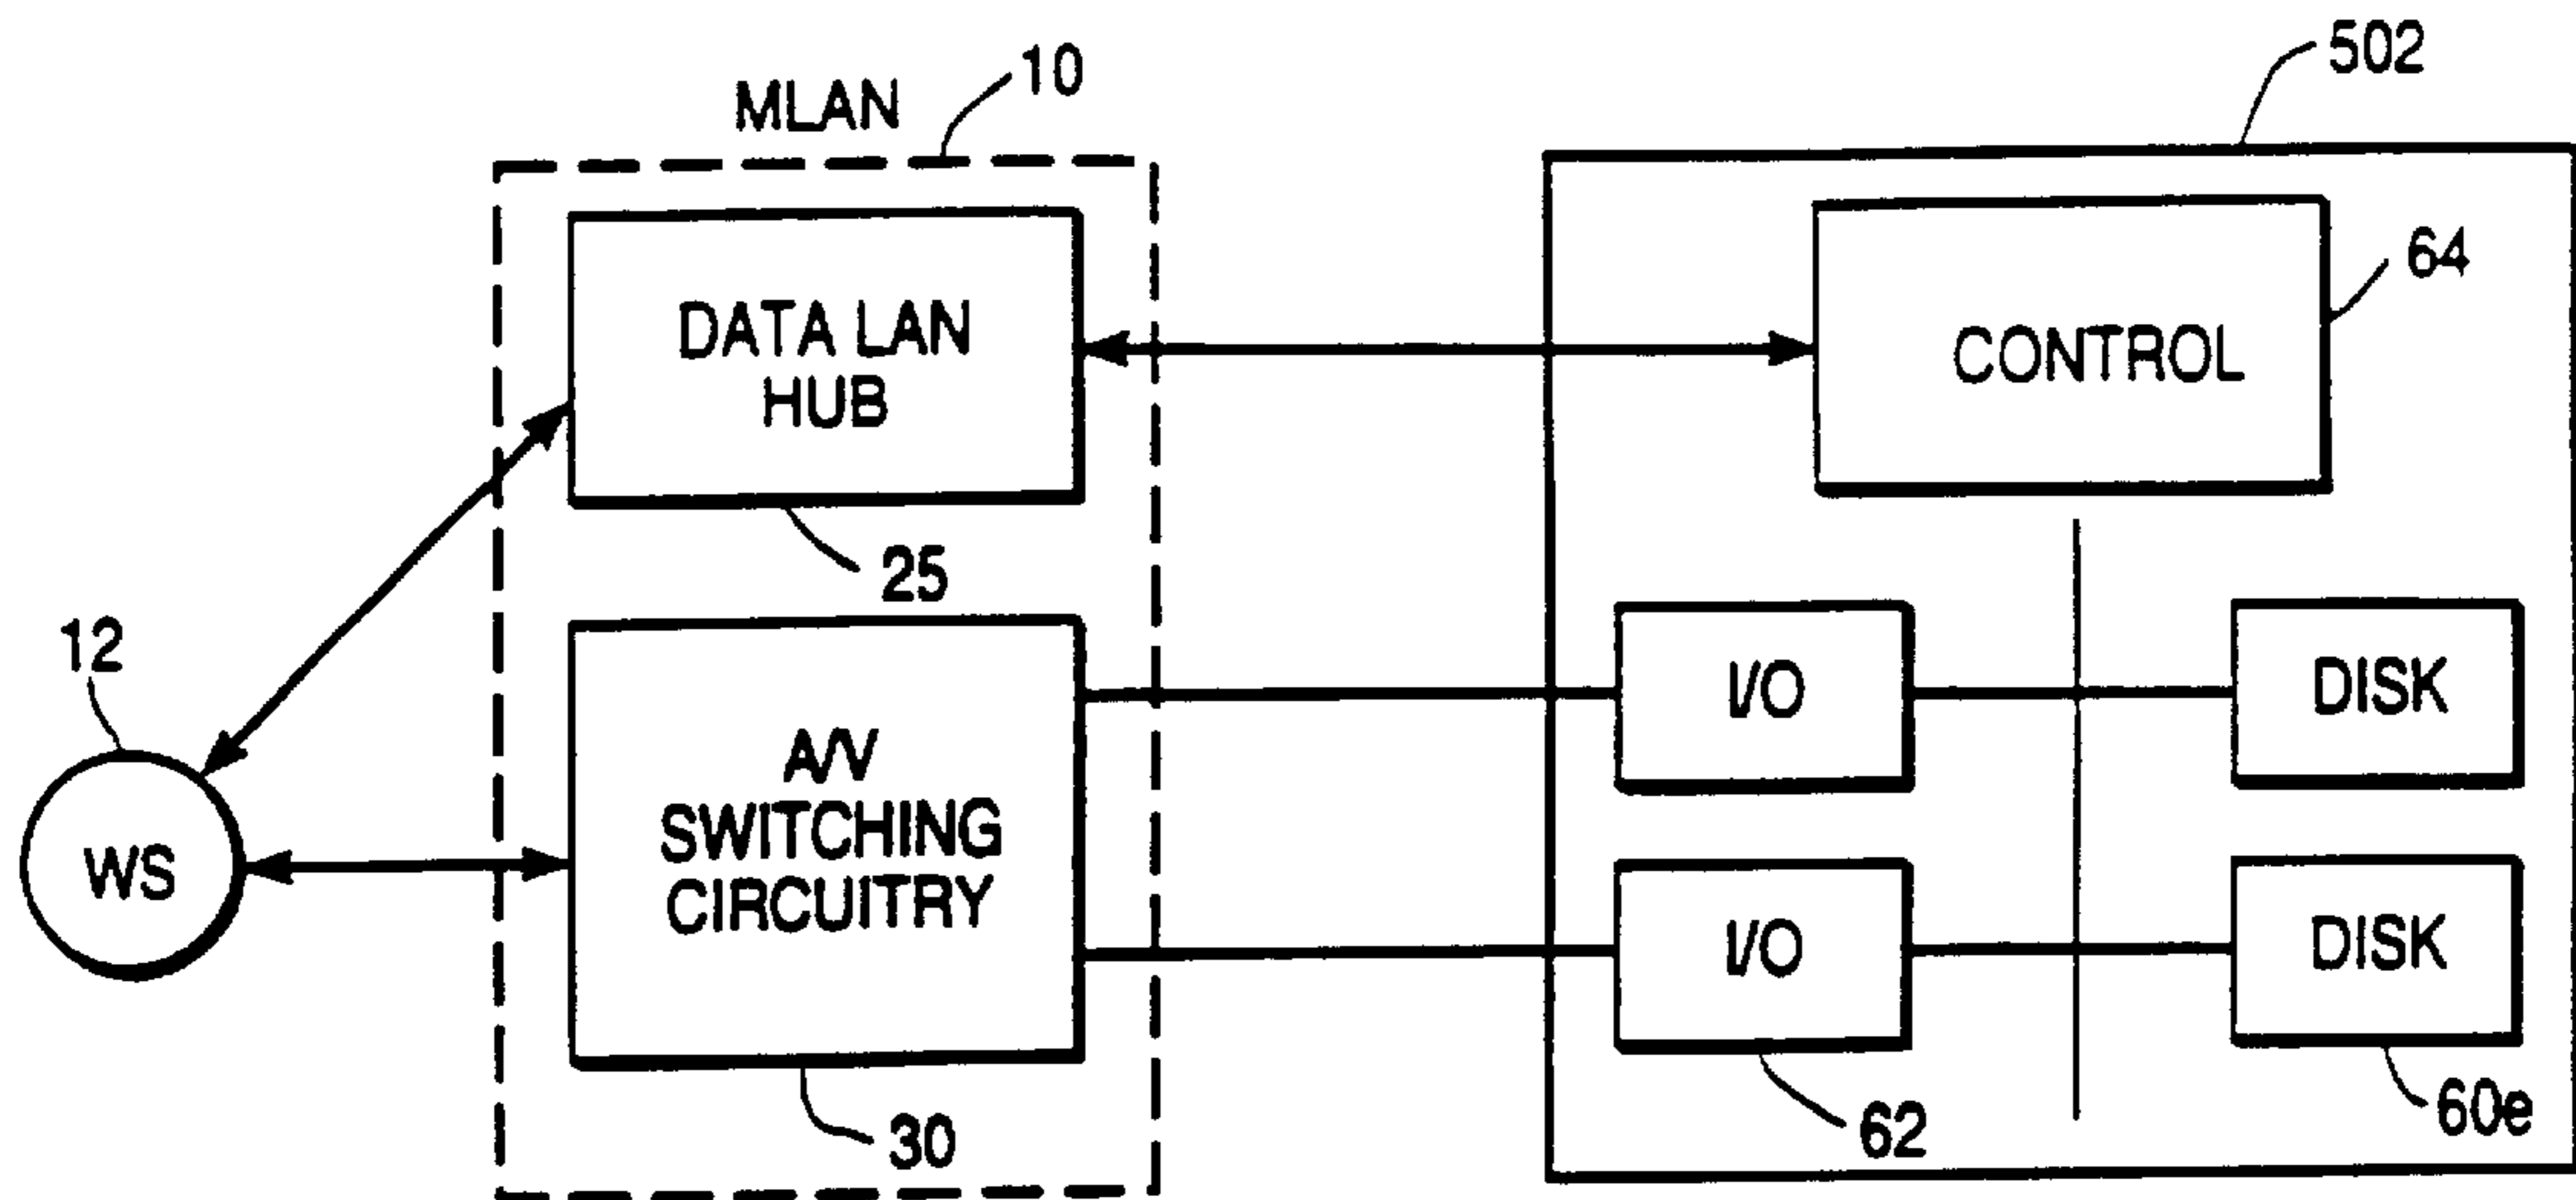 502
MLAN
10
64
DATA LAN
HUB
CONTROL
25
12
I/O
DISK
A/V
SWITCHING
CIRCUITRY
WS
I/O
DISK
30
62
60e